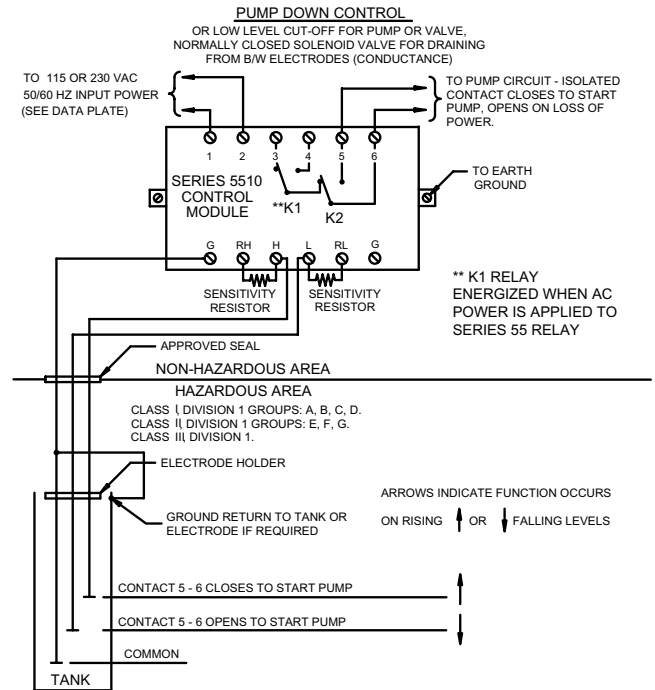 PUMP DOWN CONTROL
OR LOW LEVEL CUT-OFF FOR PUMP OR VALVE,
NORMALLY CLOSED SOLENOID VALVE FOR DRAINING
FROM B/W ELECTRODES (CONDUCTANCE)
TO 115 OR 230 VAC
50/60 HZ INPUT POWER
(SEE DATA PLATE)
TO PUMP CIRCUIT - ISOLATED
CONTACT CLOSES TO START
PUMP, OPENS ON LOSS OF
POWER.
1 2 3 4 5 6
SERIES 5510
CONTROL
MODULE
**K1
K2
TO EARTH
GROUND
G RH H L RL G
SENSITIVITY
RESISTOR
SENSITIVITY
RESISTOR
** K1 RELAY
ENERGIZED WHEN AC
POWER IS APPLIED TO
SERIES 55 RELAY
APPROVED SEAL
NON-HAZARDOUS AREA
HAZARDOUS AREA
CLASS I, DIVISION 1 GROUPS: A, B, C, D.
CLASS II, DIVISION 1 GROUPS: E, F, G.
CLASS III, DIVISION 1.
ELECTRODE HOLDER
GROUND RETURN TO TANK OR
ELECTRODE IF REQUIRED
ARROWS INDICATE FUNCTION OCCURS
ON RISING OR FALLING LEVELS
CONTACT 5 - 6 CLOSES TO START PUMP
CONTACT 5 - 6 OPENS TO START PUMP
COMMON
TANK